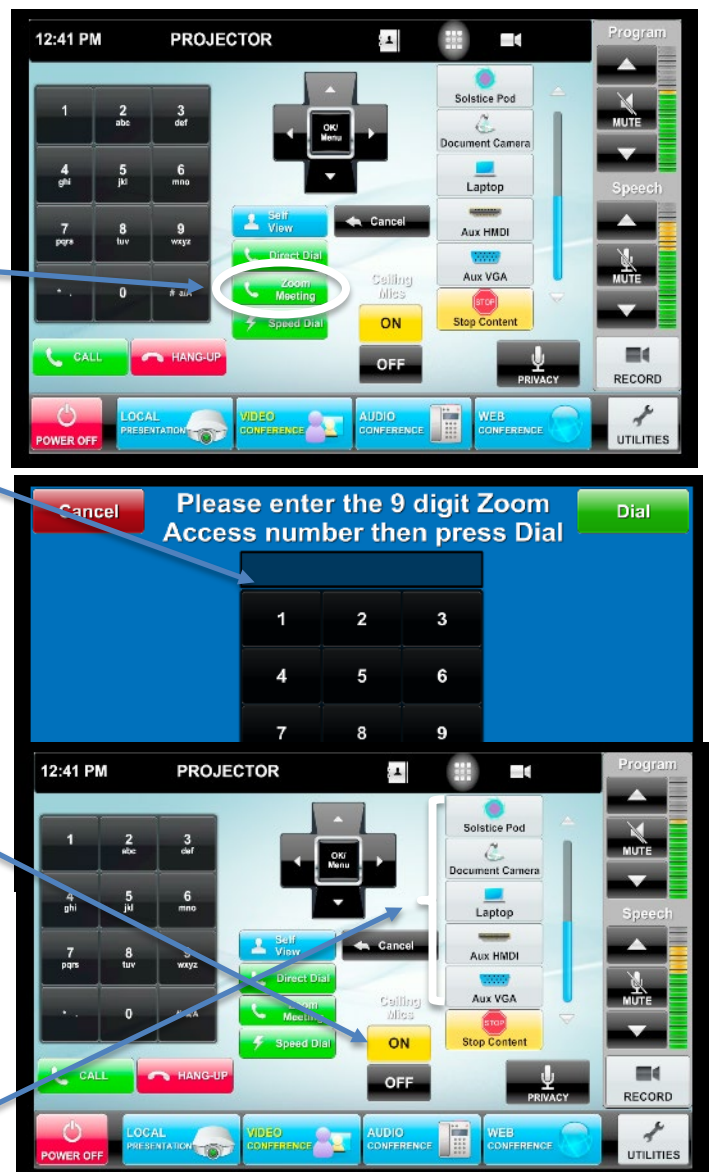 12:41 PM PROJECTOR
Program
1 2 3
abc def
4 5 6
ghi jkl mno
7 8 9
pqrs tuv wxyz
* . 0
OK/
Menu
Self
View
Cancel
Direct Dial
Zoom
Meeting
Speed Dial
Ceiling
Mics
ON
OFF
CALL HANG-UP
Solstice Pod
Document Camera
Laptop
Aux HMDI
Aux VGA
STOP
Stop Content
PRIVACY
MUTE
Speech
MUTE
RECORD
POWER OFF
LOCAL
PRESENTATION
VIDEO
CONFERENCE
AUDIO
CONFERENCE
WEB
CONFERENCE
UTILITIES
Cancel
Please enter the 9 digit Zoom
Access number then press Dial
Dial
1 2 3
4 5 6
7 8 9
12:41 PM PROJECTOR
Program
1 2 3
abc def
4 5 6
ghi jkl mno
7 8 9
pqrs tuv wxyz
* . 0
OK/
Menu
Self
View
Cancel
Direct Dial
Zoom
Meeting
Speed Dial
Ceiling
Mics
ON
OFF
CALL HANG-UP
Solstice Pod
Document Camera
Laptop
Aux HMDI
Aux VGA
STOP
Stop Content
PRIVACY
MUTE
Speech
MUTE
RECORD
POWER OFF
LOCAL
PRESENTATION
VIDEO
CONFERENCE
AUDIO
CONFERENCE
WEB
CONFERENCE
UTILITIES